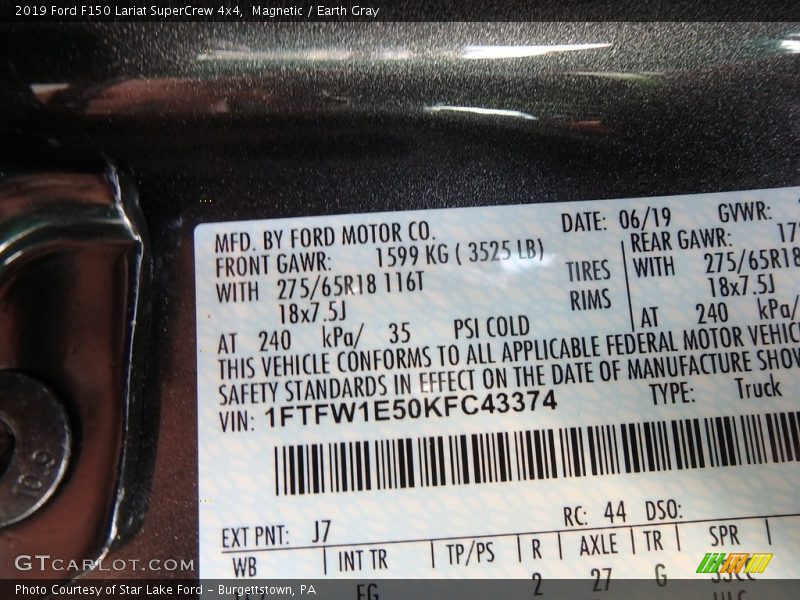 2019 Ford F150 Lariat SuperCrew 4x4, Magnetic / Earth Gray
MFD. BY FORD MOTOR CO. DATE: 06/19 GVWR:
FRONT GAWR: 1599 KG ( 3525 LB) REAR GAWR:
WITH 275/65R18 116T TIRES WITH 275/65R18
18x7.5J RIMS 18x7.5J
AT 240 kPa/ 35 PSI COLD AT 240 kPa/
THIS VEHICLE CONFORMS TO ALL APPLICABLE FEDERAL MOTOR VEHIC
SAFETY STANDARDS IN EFFECT ON THE DATE OF MANUFACTURE SHOW
VIN: 1FTFW1E50KFC43374 TYPE: Truck
10.9
EXT PNT: J7 RC: 44 DSO:
WB INT TR TP/PS R AXLE TR SPR
EG 2 27 G
GTCARLOT.COM
Photo Courtesy of Star Lake Ford - Burgettstown, PA